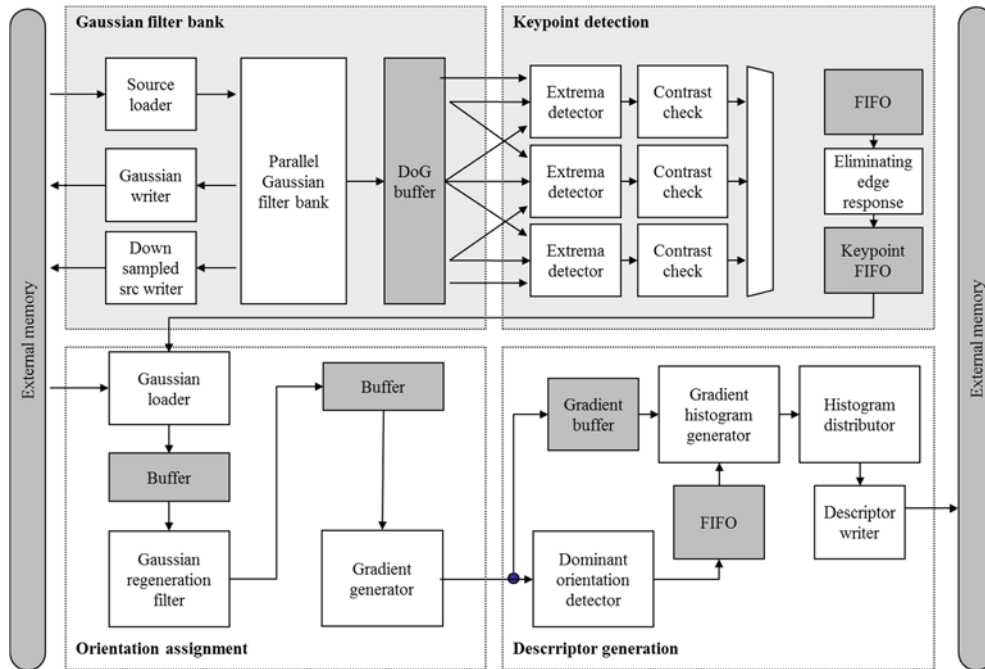 Gaussian filter bank
Keypoint detection
External memory
Source
loader
Gaussian
writer
Down
sampled
src writer
Parallel
Gaussian
filter bank
DoG
buffer
Extrema
detector
Contrast
check
Extrema
detector
Contrast
check
Extrema
detector
Contrast
check
FIFO
Eliminating
edge
response
Keypoint
FIFO
External memory
Gaussian
loader
Buffer
Gaussian
regeneration
filter
Buffer
Gradient
generator
Orientation assignment
Gradient
buffer
Gradient
histogram
generator
Histogram
distributor
FIFO
Descriptor
writer
Dominant
orientation
detector
Descrriptor generation